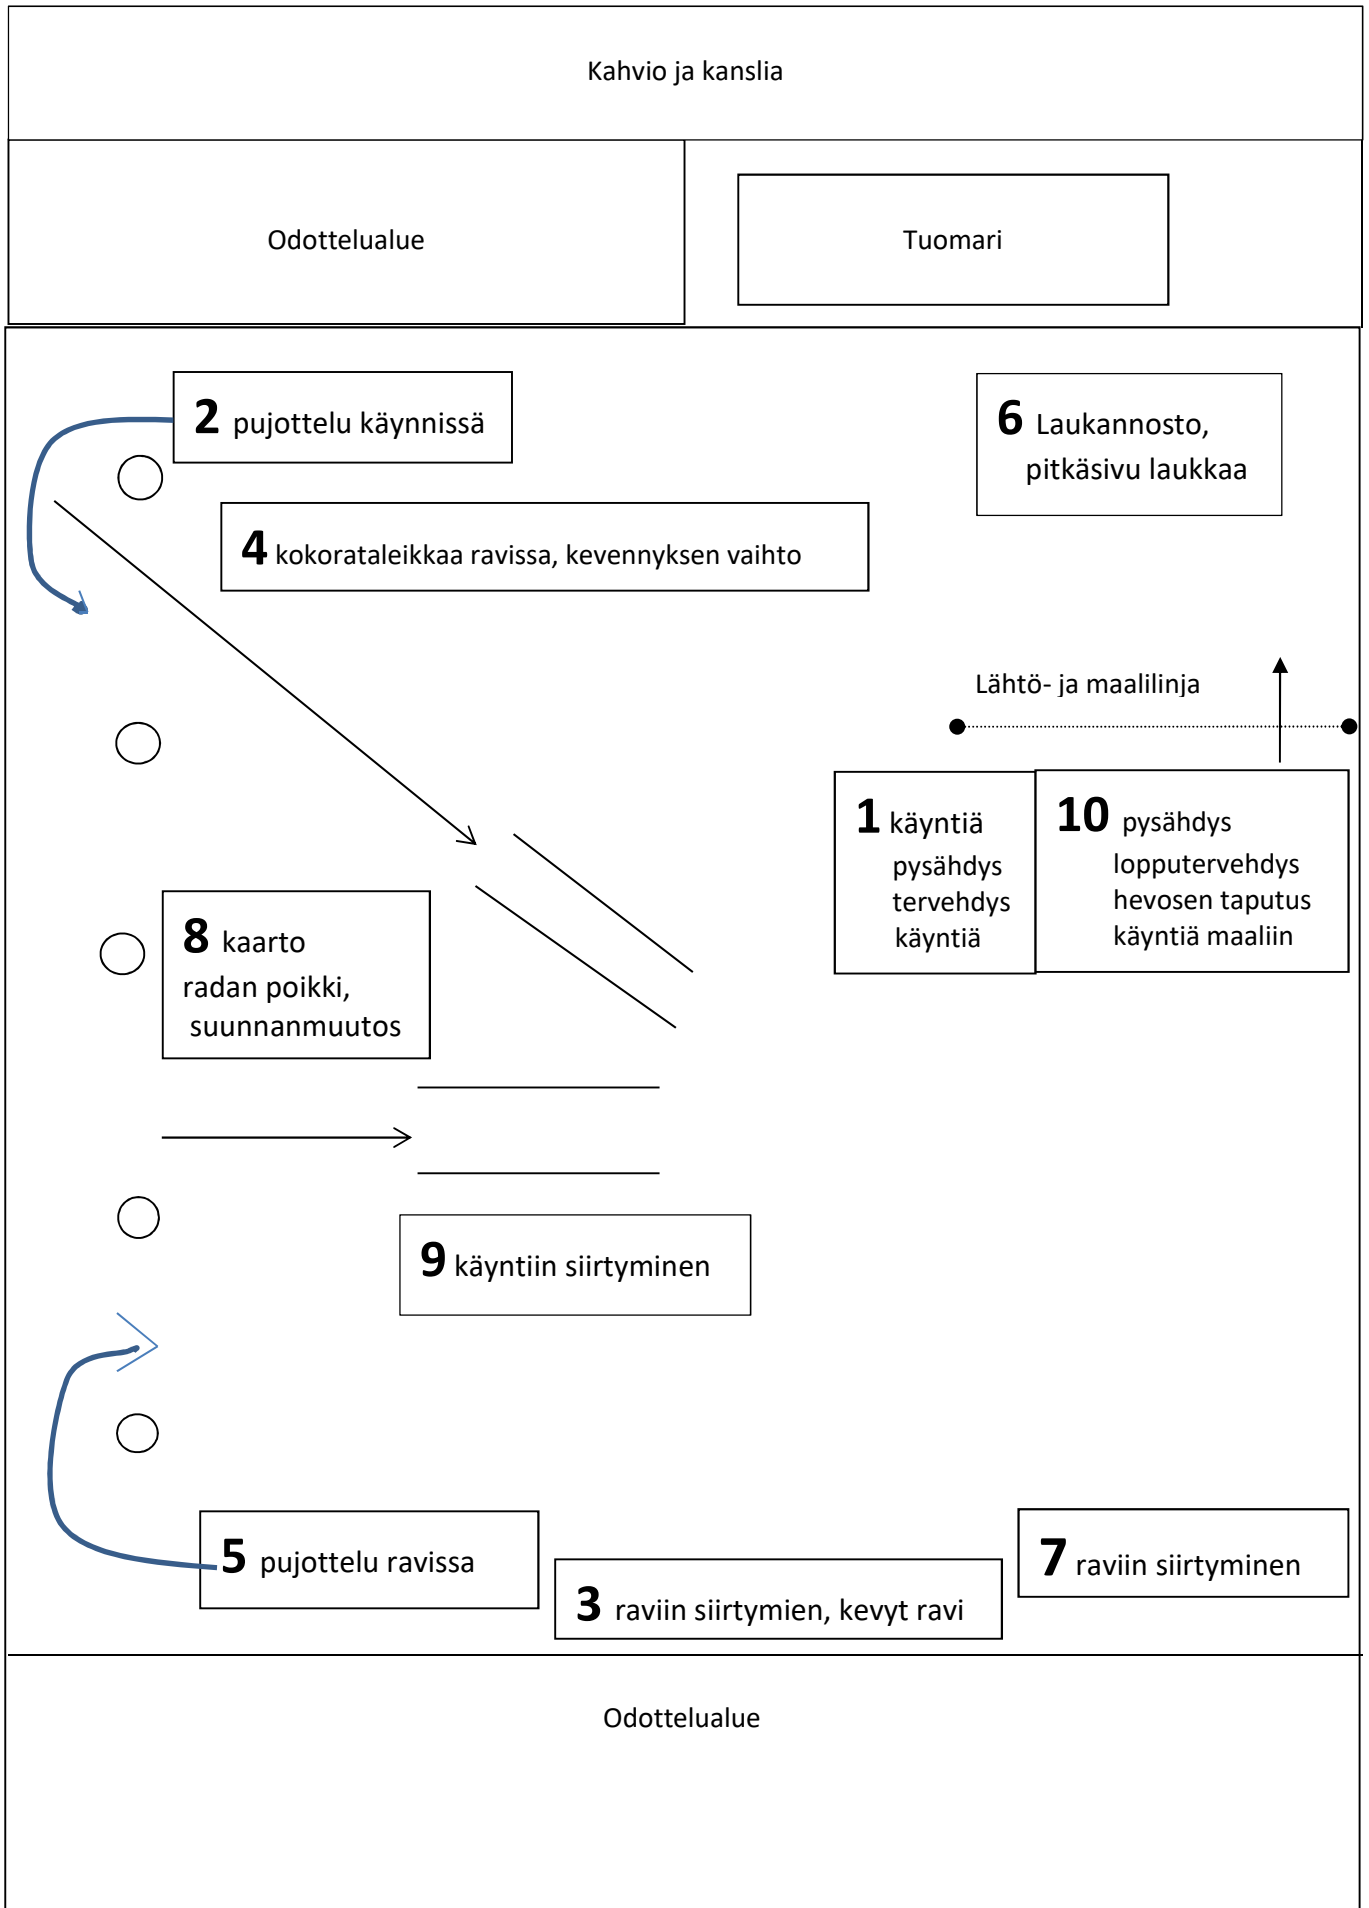 Kahvio ja kanslia
Odottelualue
Tuomari
2 pujottelu käynnissä
6 Laukannosto,
pitkäsivu laukkaa
4 kokorataleikkaa ravissa, kevennyksen vaihto
Lähtö- ja maalilinja
1 käyntiä
pysähdys
tervehdys
käyntiä
10 pysähdys
lopputervehdys
hevosen taputus
käyntiä maaliin
8 kaarto
radan poikki,
suunnanmuutos
9 käyntiin siirtyminen
5 pujottelu ravissa
7 raviin siirtyminen
3 raviin siirtymien, kevyt ravi
Odottelualue